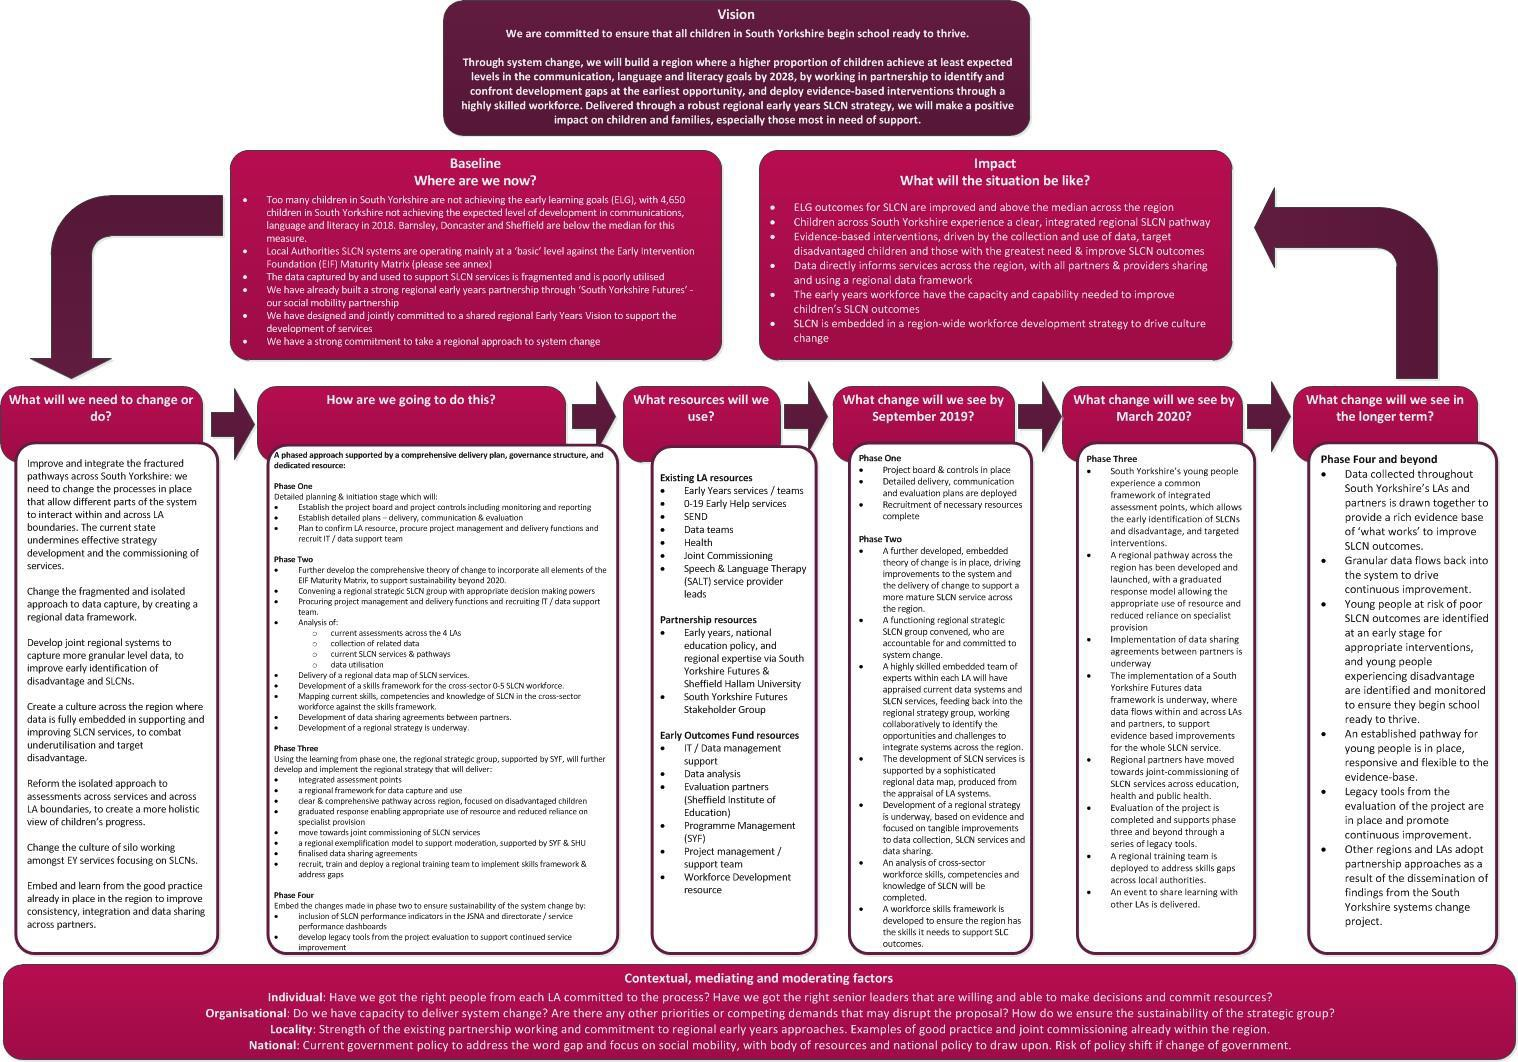 Vision
We are committed to ensure that all children in South Yorkshire begin school ready to thrive.
Through system change, we will build a region where a higher proportion of children achieve at least expected
levels in the communication, language and literacy goals by 2028, by working in partnership to identify and
confront development gaps at the earliest opportunity, and deploy evidence-based interventions through a
highly skilled workforce. Delivered through a robust regional early years SLCN strategy, we will make a positive
impact on children and families, especially those most in need of support.
Baseline
Where are we now?
• Too many children in South Yorkshire are not achieving the early learning goals (ELG), with 4,650
children in South Yorkshire not achieving the expected level of development in communications,
language and literacy in 2018. Barnsley, Doncaster and Sheffield are below the median for this
measure.
• Local Authorities SLCN systems are operating mainly at a ‘basic’ level against the Early Intervention
Foundation (EIF) Maturity Matrix (please see annex)
• The data captured by and used to support SLCN services is fragmented and is poorly utilised
• We have already built a strong regional early years partnership through ‘South Yorkshire Futures’ -
our social mobility partnership
• We have designed and jointly committed to a shared regional Early Years Vision to support the
development of services
• We have a strong commitment to take a regional approach to system change
Impact
What will the situation be like?
• ELG outcomes for SLCN are improved and above the median across the region
• Children across South Yorkshire experience a clear, integrated regional SLCN pathway
• Evidence-based interventions, driven by the collection and use of data, target
disadvantaged children and those with the greatest need & improve SLCN outcomes
• Data directly informs services across the region, with all partners & providers sharing
and using a regional data framework
• The early years workforce have the capacity and capability needed to improve
children’s SLCN outcomes
• SLCN is embedded in a region-wide workforce development strategy to drive culture
change
What will we need to change or
do?
Improve and integrate the fractured
pathways across South Yorkshire: we
need to change the processes in place
that allow different parts of the system
to interact within and across LA
boundaries. The current state
undermines effective strategy
development and the commissioning of
services.
Change the fragmented and isolated
approach to data capture, by creating a
regional data framework.
Develop joint regional systems to
capture more granular level data, to
improve early identification of
disadvantage and SLCNs.
Create a culture across the region where
data is fully embedded in supporting and
improving SLCN services, to combat
underutilisation and target
disadvantage.
Reform the isolated approach to
assessments across services and across
LA boundaries, to create a more holistic
view of children’s progress.
Change the culture of silo working
amongst EY services focusing on SLCNs.
Embed and learn from the good practice
already in place in the region to improve
consistency, integration and data sharing
across partners.
How are we going to do this?
A phased approach supported by a comprehensive delivery plan, governance structure, and
dedicated resource:
Phase One
Detailed planning & initiation stage which will:
• Establish the project board and project controls including monitoring and reporting
• Establish detailed plans – delivery, communication & evaluation
• Plan to confirm LA resource, procure project management and delivery functions and
recruit IT / data support team
Phase Two
• Further develop the comprehensive theory of change to incorporate all elements of the
EIF Maturity Matrix, to support sustainability beyond 2020.
• Convening a regional strategic SLCN group with appropriate decision making powers
• Procuring project management and delivery functions and recruiting IT / data support
team.
• Analysis of:
o current assessments across the 4 LAs
o collection of related data
o current SLCN services & pathways
o data utilisation
• Delivery of a regional data map of SLCN services.
• Development of a skills framework for the cross-sector 0-5 SLCN workforce.
• Mapping current skills, competencies and knowledge of SLCN in the cross-sector
workforce against the skills framework.
• Development of data sharing agreements between partners.
• Development of a regional strategy is underway.
Phase Three
Using the learning from phase one, the regional strategic group, supported by SYF, will further
develop and implement the regional strategy that will deliver:
• integrated assessment points
• a regional framework for data capture and use
• clear & comprehensive pathway across region, focused on disadvantaged children
• graduated response enabling appropriate use of resource and reduced reliance on
specialist provision
• move towards joint commissioning of SLCN services
• a regional exemplification model to support moderation, supported by SYF & SHU
• finalised data sharing agreements
• recruit, train and deploy a regional training team to implement skills framework &
address gaps
Phase Four
Embed the changes made in phase two to ensure sustainability of the system change by:
• inclusion of SLCN performance indicators in the JSNA and directorate / service
performance dashboards
• develop legacy tools from the project evaluation to support continued service
improvement
What resources will we
use?
Existing LA resources
• Early Years services / teams
• 0-19 Early Help services
• SEND
• Data teams
• Health
• Joint Commissioning
• Speech & Language Therapy
(SALT) service provider
leads
Partnership resources
• Early years, national
education policy, and
regional expertise via South
Yorkshire Futures &
Sheffield Hallam University
• South Yorkshire Futures
Stakeholder Group
Early Outcomes Fund resources
• IT / Data management
support
• Data analysis
• Evaluation partners
(Sheffield Institute of
Education)
• Programme Management
(SYF)
• Project management /
support team
• Workforce Development
resource
What change will we see by
September 2019?
Phase One
• Project board & controls in place
• Detailed delivery, communication
and evaluation plans are deployed
• Recruitment of necessary resources
complete
Phase Two
• A further developed, embedded
theory of change is in place, driving
improvements to the system and
the delivery of change to support a
more mature SLCN service across
the region.
• A functioning regional strategic
SLCN group convened, who are
accountable for and committed to
system change.
• A highly skilled embedded team of
experts within each LA will have
appraised current data systems and
SLCN services, feeding back into the
regional strategy group, working
collaboratively to identify the
opportunities and challenges to
integrate systems across the region.
• The development of SLCN services is
supported by a sophisticated
regional data map, produced from
the appraisal of LA systems.
• Development of a regional strategy
is underway, based on evidence and
focused on tangible improvements
to data collection, SLCN services and
data sharing.
• An analysis of cross-sector
workforce skills, competencies and
knowledge of SLCN will be
completed.
• A workforce skills framework is
developed to ensure the region has
the skills it needs to support SLC
outcomes.
What change will we see by
March 2020?
Phase Three
• South Yorkshire’s young people
experience a common
framework of integrated
assessment points, which allows
the early identification of SLCNs
and disadvantage, and targeted
interventions.
• A regional pathway across the
region has been developed and
launched, with a graduated
response model allowing the
appropriate use of resource and
reduced reliance on specialist
provision
• Implementation of data sharing
agreements between partners is
underway
• The implementation of a South
Yorkshire Futures data
framework is underway, where
data flows within and across LAs
and partners, to support
evidence based improvements
for the whole SLCN service.
• Regional partners have moved
towards joint-commissioning of
SLCN services across education,
health and public health.
• Evaluation of the project is
completed and supports phase
three and beyond through a
series of legacy tools.
• A regional training team is
deployed to address skills gaps
across local authorities.
• An event to share learning with
other LAs is delivered.
What change will we see in
the longer term?
Phase Four and beyond
• Data collected throughout
South Yorkshire’s LAs and
partners is drawn together to
provide a rich evidence base
of ‘what works’ to improve
SLCN outcomes.
• Granular data flows back into
the system to drive
continuous improvement.
• Young people at risk of poor
SLCN outcomes are identified
at an early stage for
appropriate interventions,
and young people
experiencing disadvantage
are identified and monitored
to ensure they begin school
ready to thrive.
• An established pathway for
young people is in place,
responsive and flexible to the
evidence-base.
• Legacy tools from the
evaluation of the project are
in place and promote
continuous improvement.
• Other regions and LAs adopt
partnership approaches as a
result of the dissemination of
findings from the South
Yorkshire systems change
project.
Contextual, mediating and moderating factors
Individual: Have we got the right people from each LA committed to the process? Have we got the right senior leaders that are willing and able to make decisions and commit resources?
Organisational: Do we have capacity to deliver system change? Are there any other priorities or competing demands that may disrupt the proposal? How do we ensure the sustainability of the strategic group?
Locality: Strength of the existing partnership working and commitment to regional early years approaches. Examples of good practice and joint commissioning already within the region.
National: Current government policy to address the word gap and focus on social mobility, with body of resources and national policy to draw upon. Risk of policy shift if change of government.